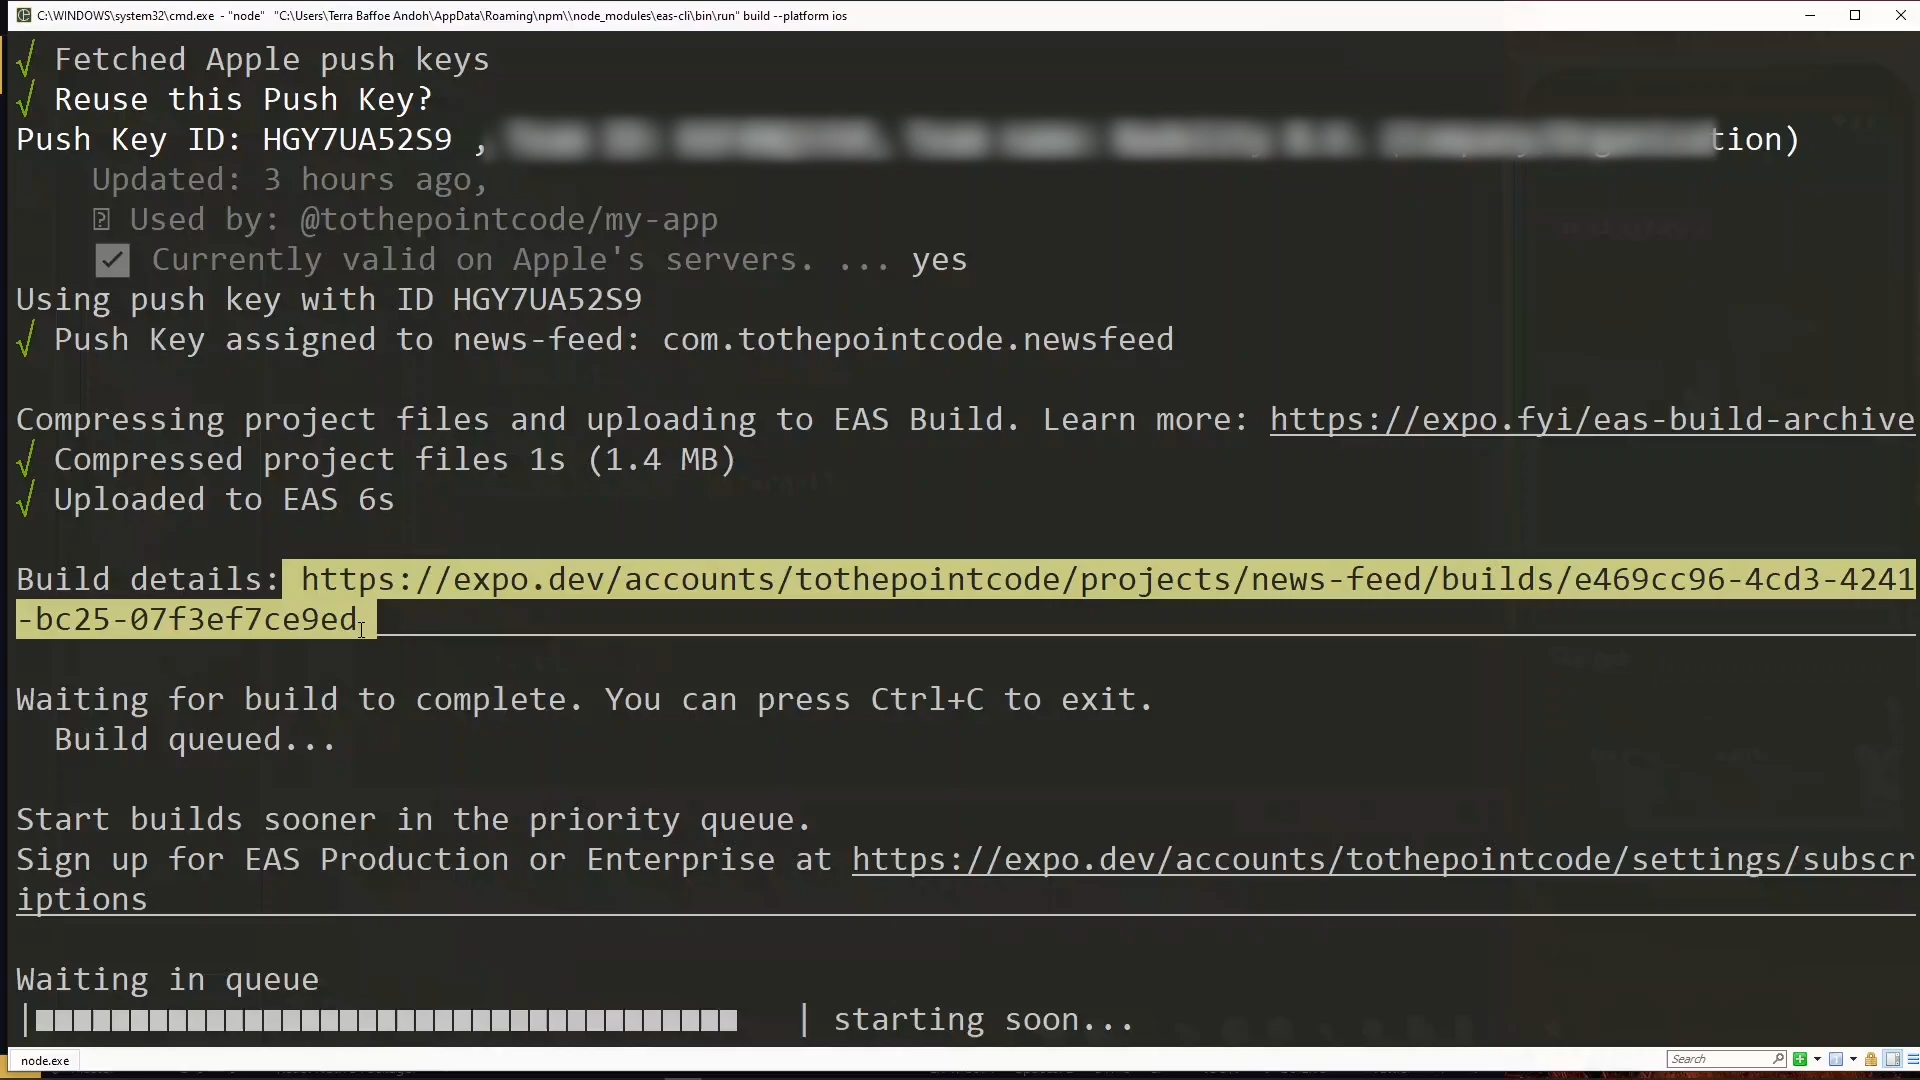 C:\WINDOWS\system32\cmd.exe - "node" "C:\Users\Terra Baffoe Andoh\AppData\Roaming\npm\\node_modules\eas-cli\bin\run" build --platform ios
√ Fetched Apple push keys
√ Reuse this Push Key?
Push Key ID: HGY7UA52S9 , tion)
Updated: 3 hours ago,
Used by: @tothepointcode/my-app
Currently valid on Apple's servers. ... yes
Using push key with ID HGY7UA52S9
√ Push Key assigned to news-feed: com.tothepointcode.newsfeed
Compressing project files and uploading to EAS Build. Learn more: https://expo.fyi/eas-build-archive
√ Compressed project files 1s (1.4 MB)
√ Uploaded to EAS 6s
Build details: https://expo.dev/accounts/tothepointcode/projects/news-feed/builds/e469cc96-4cd3-4241
-bc25-07f3ef7ce9ed
Waiting for build to complete. You can press Ctrl+C to exit.
Build queued...
Start builds sooner in the priority queue.
Sign up for EAS Production or Enterprise at https://expo.dev/accounts/tothepointcode/settings/subscr
iptions
Waiting in queue
| | starting soon...
node.exe
Search